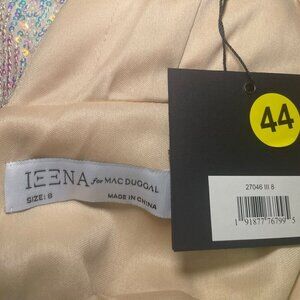 IEENA for MAC DUGGAL
SIZE: 8
MADE IN CHINA
44
27046 III 8
1 91877 76799 5